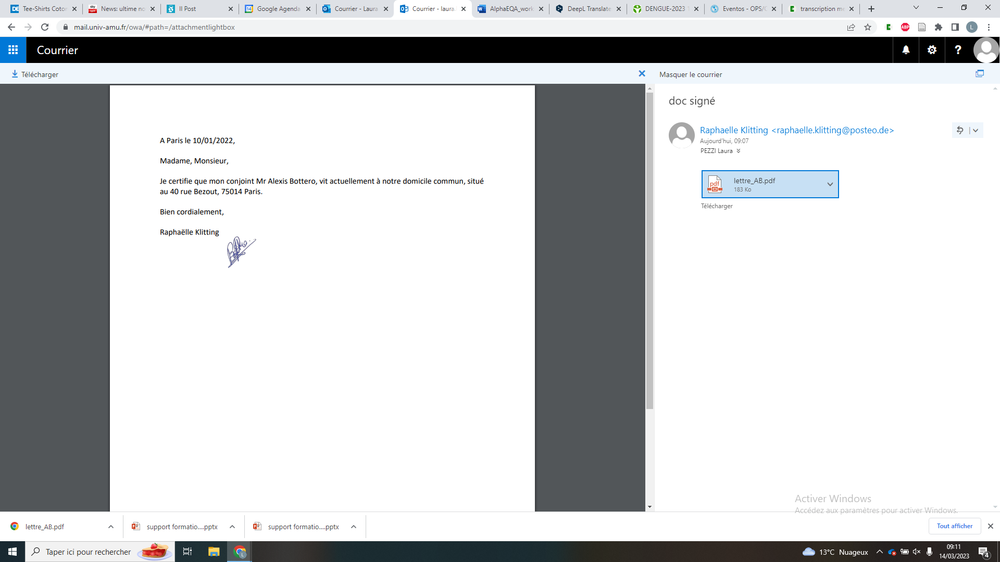 Tee-Shirts Coton
News: ultime no
Il Post
Google Agenda
Courrier - Laura
Courrier - laura.
AlphaEQA_work
DeepL Translate
DENGUE-2023 1
Eventos - OPS/O
transcription me
mail.univ-amu.fr/owa/#path=/attachmentlightbox
Courrier
Télécharger
Masquer le courrier
A Paris le 10/01/2022,
Madame, Monsieur,
Je certifie que mon conjoint Mr Alexis Bottero, vit actuellement à notre domicile commun, situé
au 40 rue Bezout, 75014 Paris.
Bien cordialement,
Raphaëlle Klitting
doc signé
Raphaelle Klitting <raphaelle.klitting@posteo.de>
Aujourd'hui, 09:07
PEZZI Laura
pdf
lettre_AB.pdf
183 Ko
Télécharger
Activer Windows
Accédez aux paramètres pour activer Windows.
lettre_AB.pdf
support formatio....pptx
support formatio....pptx
Tout afficher
Taper ici pour rechercher
13°C Nuageux
09:11
14/03/2023
4